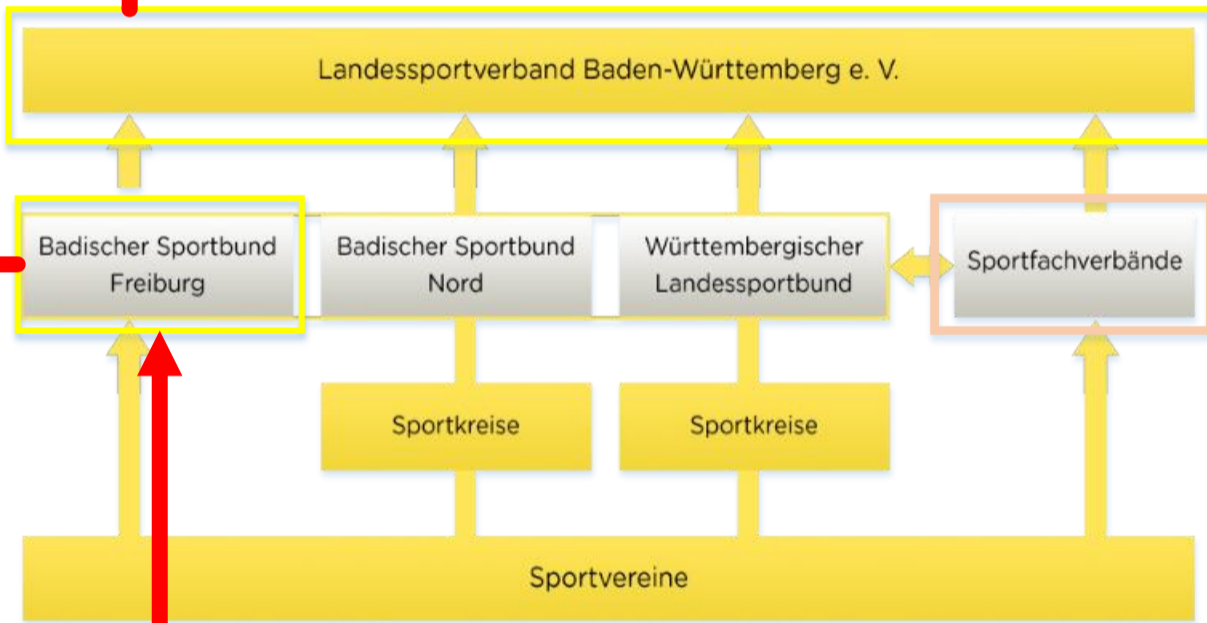 Landessportverband Baden-Württemberg e. V.
Badischer Sportbund
Freiburg
Badischer Sportbund
Nord
Württembergischer
Landessportbund
Sportfachverbände
Sportkreise
Sportkreise
Sportvereine